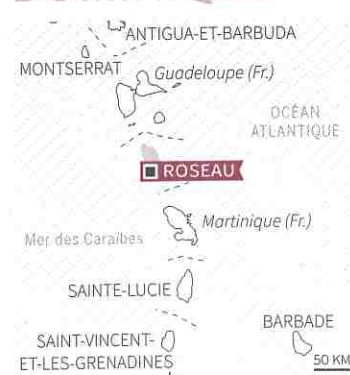 ANTIGUA-ET-BARBUDA
MONTSERRAT
Guadeloupe (Fr.)
OCÉAN
ATLANTIQUE
ROSEAU
Martinique (Fr.)
Mer des Caraïbes
SAINTE-LUCIE
BARBADE
SAINT-VINCENT-
ET-LES-GRENADINES
50 KM